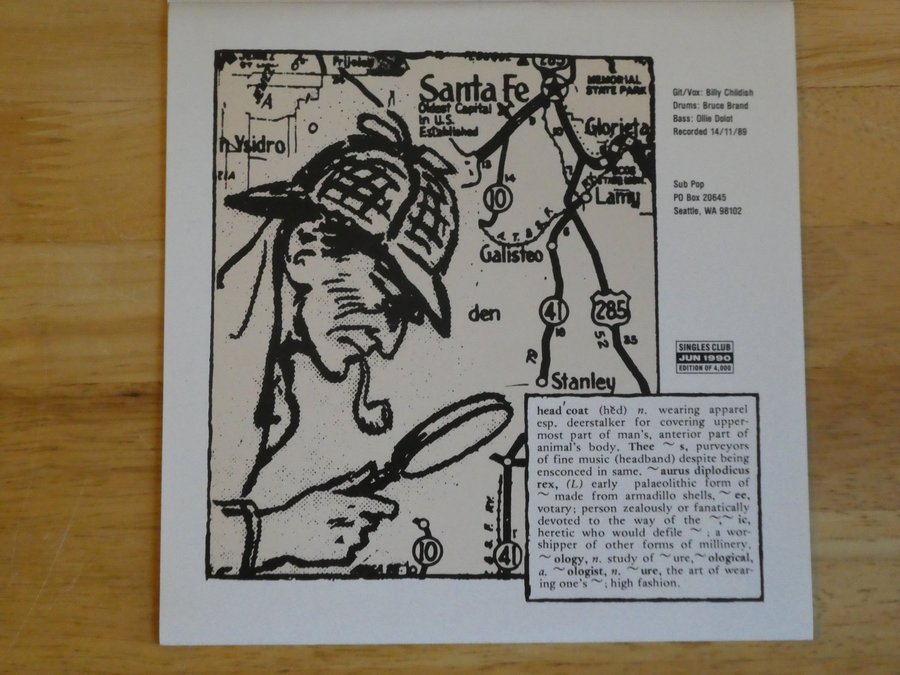 Santa Fe
Oldest Capital
in U.S.
Established
285
MEMORIAL
STATE PARK
Glorieta
n Ysidro
13
14
10
Lamy
A.T.&S.F.
Galisteo
den
41
285
19
52
Stanley
10
41
Git/Vox: Billy Childish
Drums: Bruce Brand
Bass: Ollie Dolot
Recorded 14/11/89
Sub Pop
PO Box 20645
Seattle, WA 98102
SINGLES CLUB
JUN 1990
EDITION OF 4,000
head'coat (hĕd) n. wearing apparel
esp. deerstalker for covering upper-
most part of man's, anterior part of
animal's body. Thee ~ s, purveyors
of fine music (headband) despite being
ensconced in same. ~aurus diplodicus
rex, (L) early palaeolithic form of
~ made from armadillo shells, ~ ee,
votary; person zealously or fanatically
devoted to the way of the ~,~ ic,
heretic who would defile ~ ; a wor-
shipper of other forms of millinery,
~ ology, n. study of ~ ure,~ological,
a. ~ologist, n. ~ure, the art of wear-
ing one's ~; high fashion.